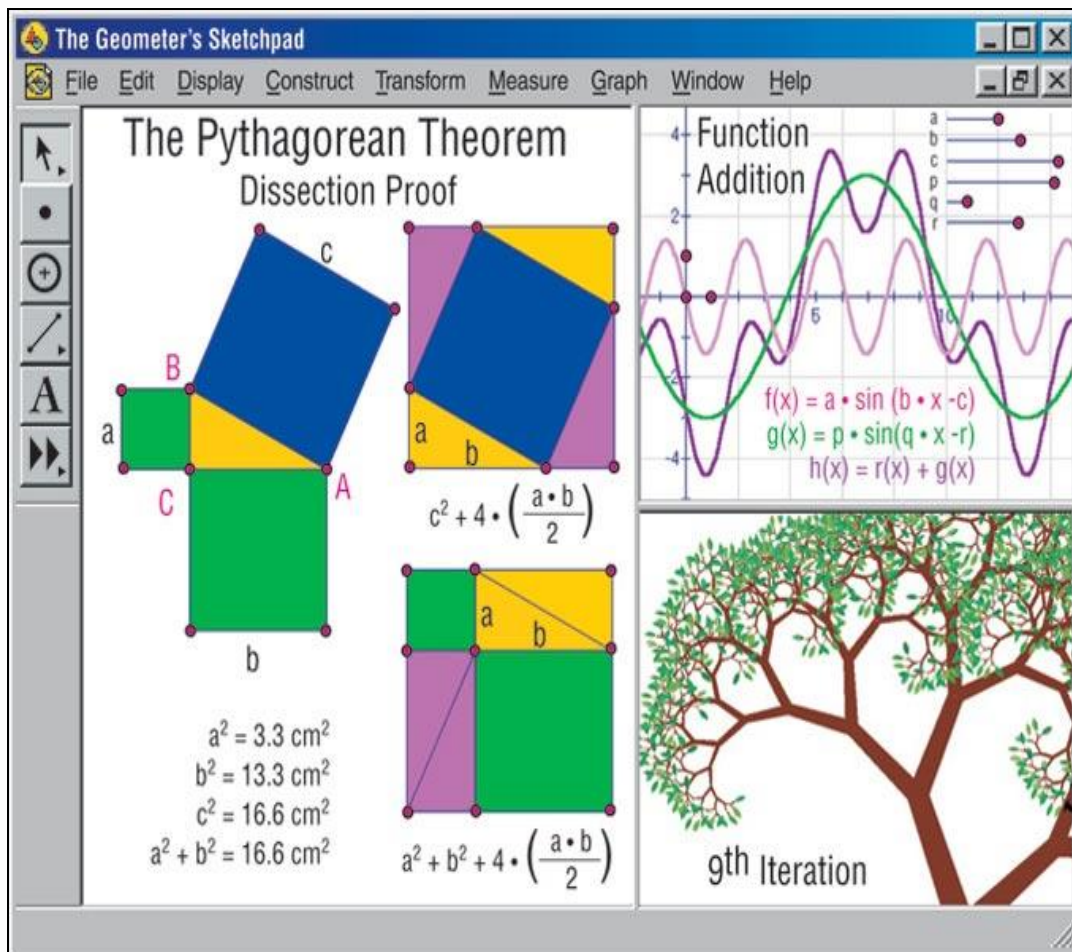 The Geometer's Sketchpad
File Edit Display Construct Transform Measure Graph Window Help
A
The Pythagorean Theorem
Dissection Proof
c
B
a
C
A
b
a² = 3.3 cm²
b² = 13.3 cm²
c² = 16.6 cm²
a² + b² = 16.6 cm²
a
b
c² + 4 • (a • b / 2)
a
b
a² + b² + 4 • (a • b / 2)
Function
Addition
a
b
c
p
q
r
4
2
5
10
-2
-4
f(x) = a • sin (b • x -c)
g(x) = p • sin(q • x -r)
h(x) = r(x) + g(x)
9th Iteration